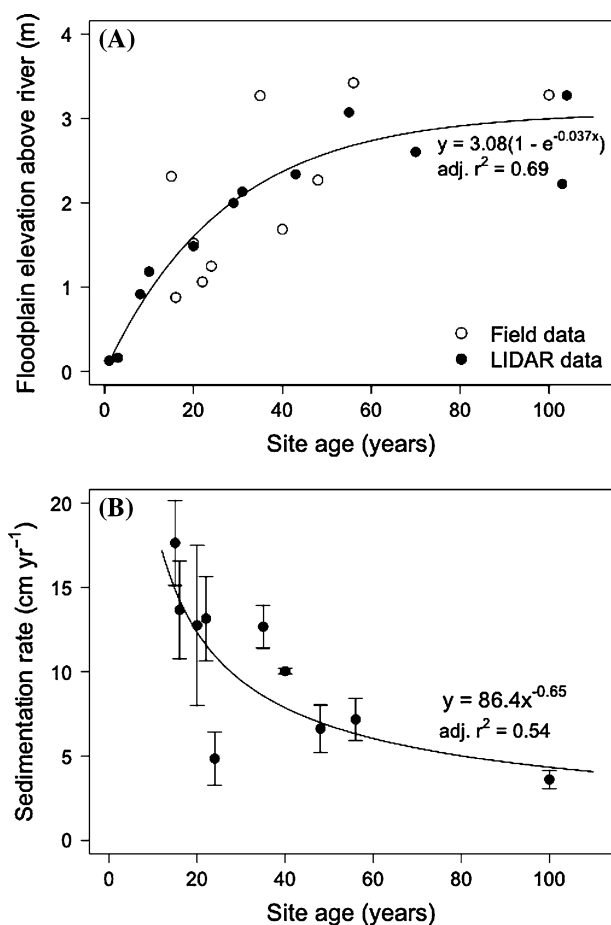 (A)
Floodplain elevation above river (m)
4
3
2
1
0
y = 3.08(1 - e^-0.037x)
adj. r² = 0.69
Field data
LIDAR data
0 20 40 60 80 100
Site age (years)
(B)
Sedimentation rate (cm yr⁻¹)
20
15
10
5
0
y = 86.4x^-0.65
adj. r² = 0.54
0 20 40 60 80 100
Site age (years)